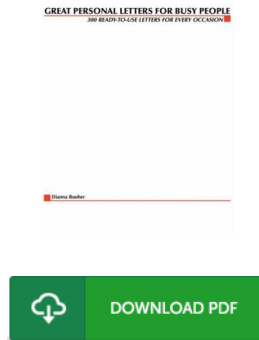 GREAT PERSONAL LETTERS FOR BUSY PEOPLE
300 READY-TO-USE LETTERS FOR EVERY OCCASION
Dianna Booher
DOWNLOAD PDF